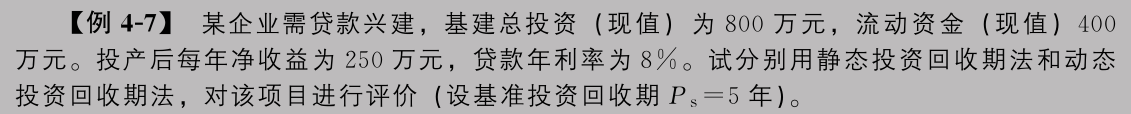 【例 4-7】 某企业需贷款兴建，基建总投资（现值）为 800 万元，流动资金（现值）400
万元。投产后每年净收益为 250 万元，贷款年利率为 8%。试分别用静态投资回收期法和动态
投资回收期法，对该项目进行评价（设基准投资回收期 Ps＝5 年）。